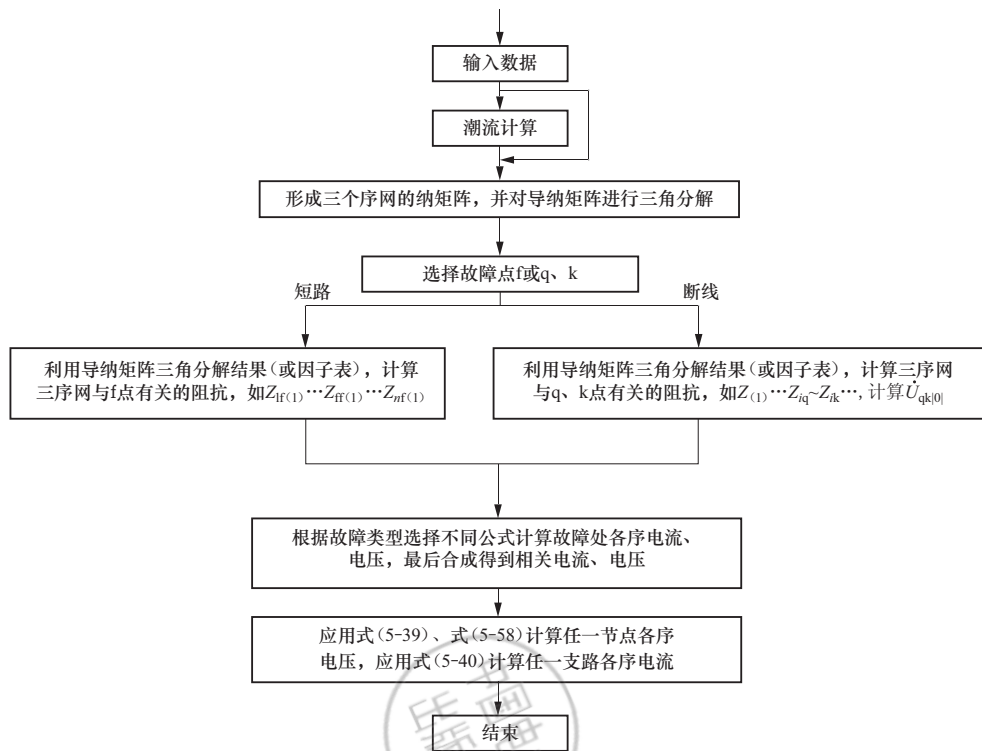 输入数据
潮流计算
形成三个序网的纳矩阵，并对导纳矩阵进行三角分解
选择故障点f或q、k
短路
断线
利用导纳矩阵三角分解结果(或因子表)，计算
三序网与f点有关的阻抗，如Z1f(1)…Zff(1)…Znf(1)
利用导纳矩阵三角分解结果(或因子表)，计算三序网
与q、k点有关的阻抗，如Z(1)…Ziq~Zik…, 计算U̇qk|0|
根据故障类型选择不同公式计算故障处各序电流、
电压，最后合成得到相关电流、电压
应用式(5-39)、式(5-58)计算任一节点各序
电压，应用式(5-40)计算任一支路各序电流
结束